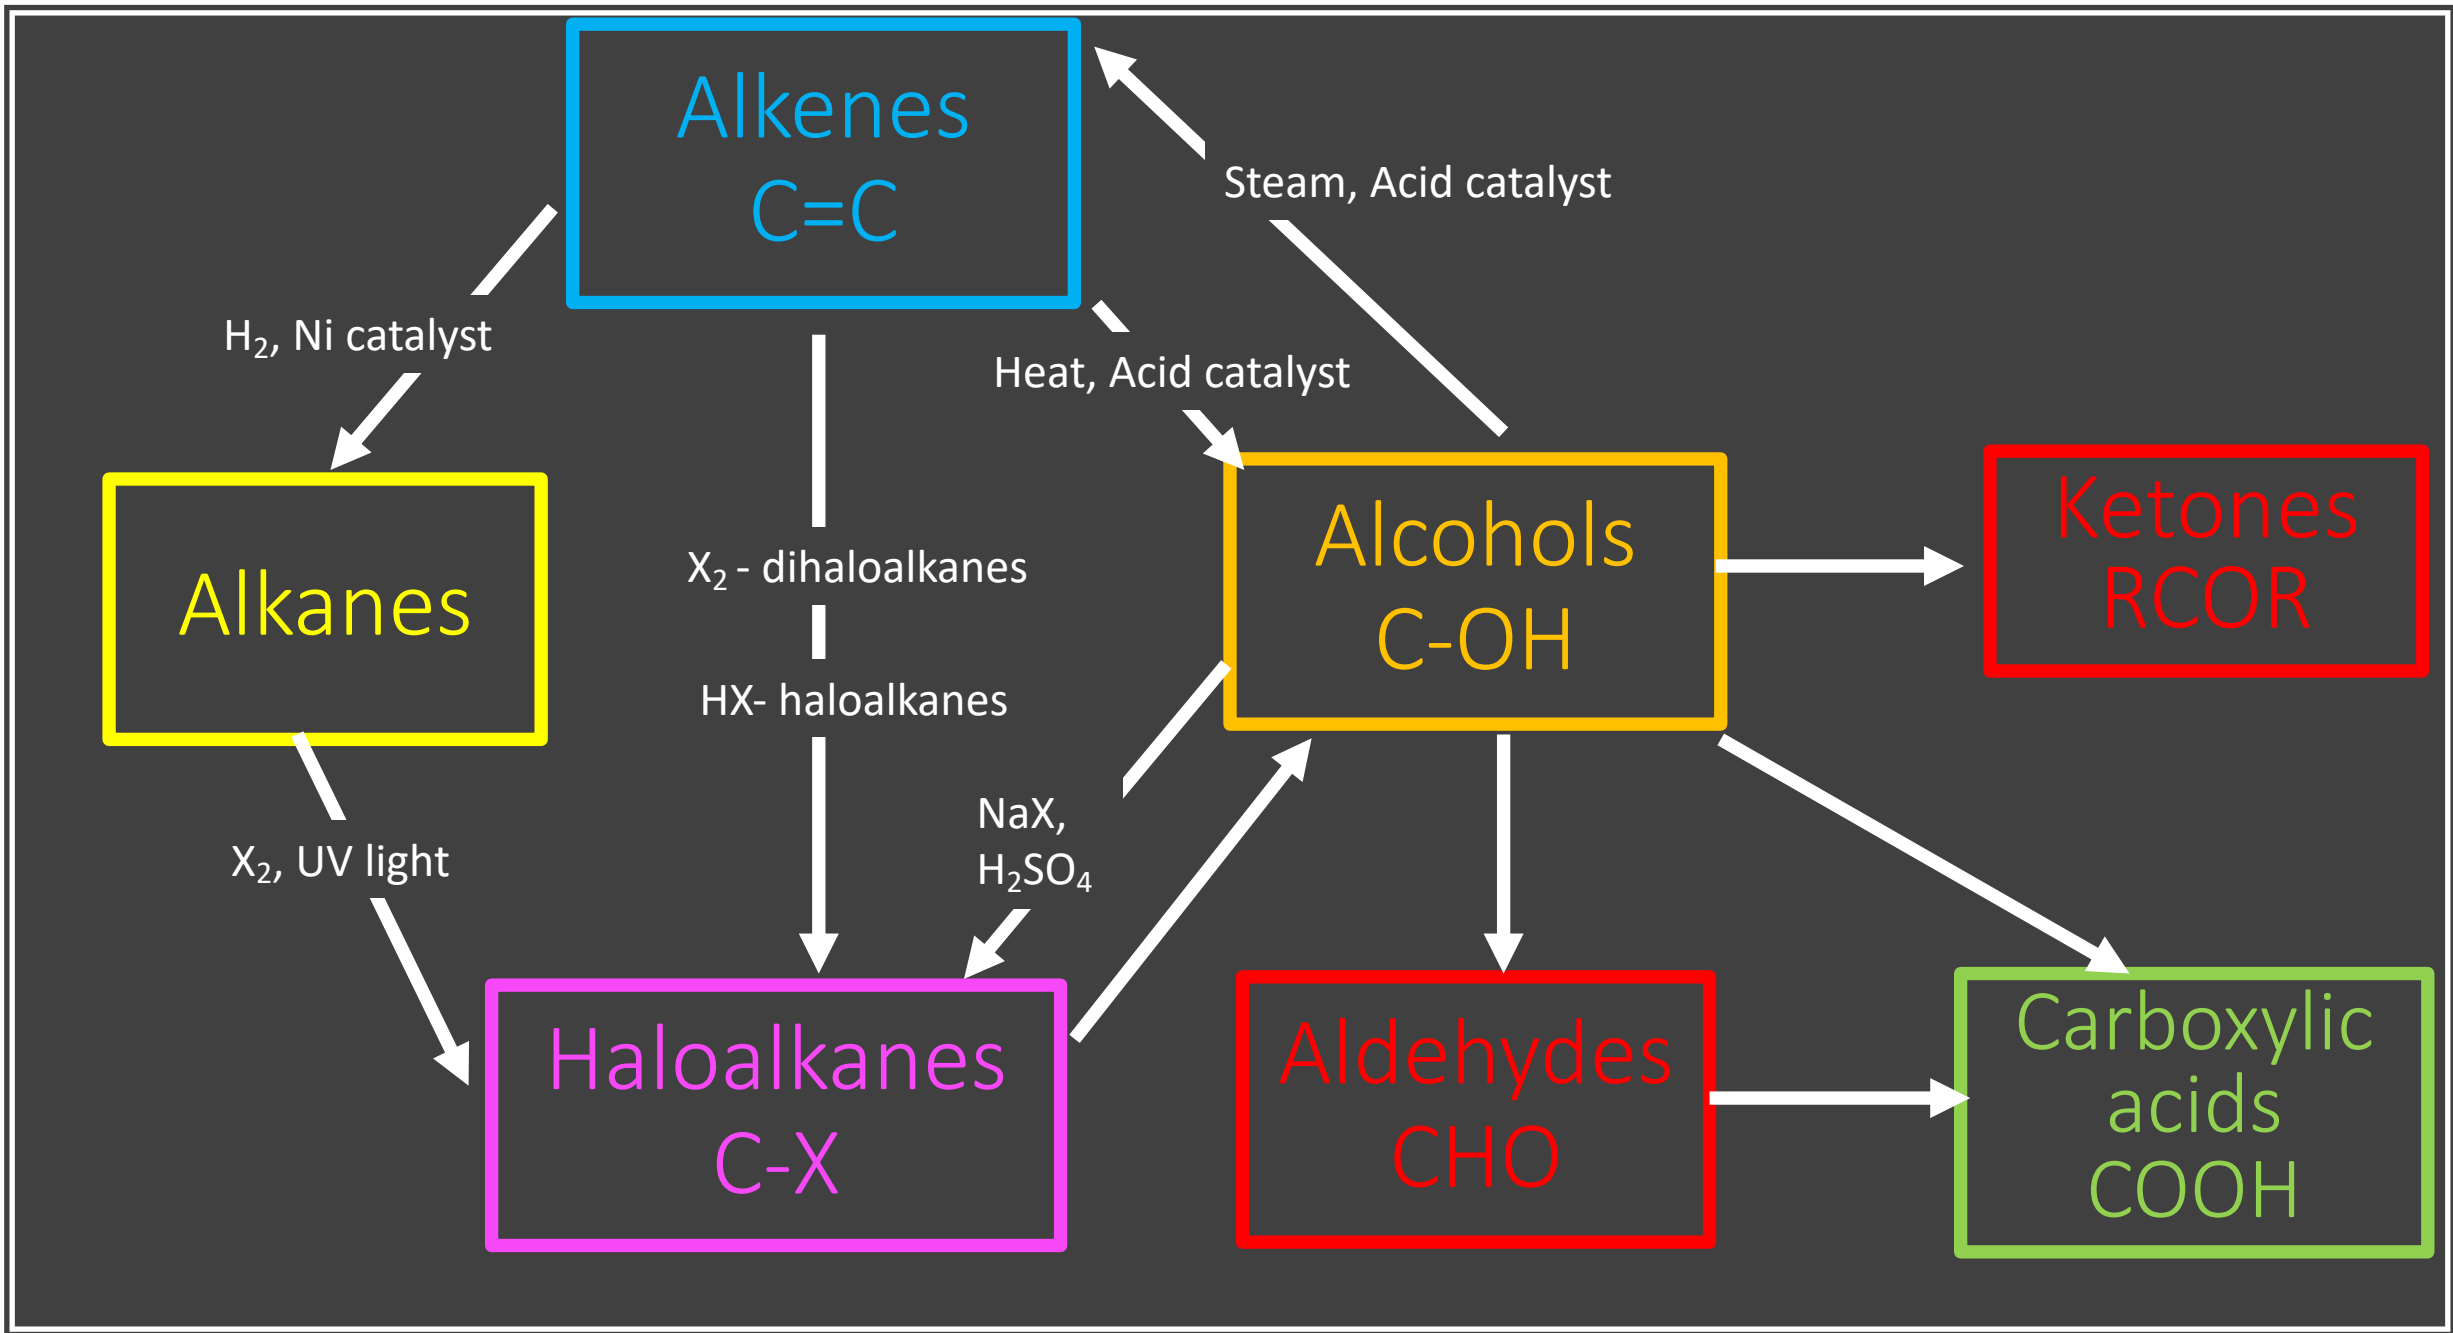 Alkenes
C=C
Steam, Acid catalyst
H₂, Ni catalyst
Heat, Acid catalyst
Alkanes
X₂ - dihaloalkanes
HX- haloalkanes
Alcohols
C-OH
Ketones
RCOR
X₂, UV light
NaX,
H₂SO₄
Haloalkanes
C-X
Aldehydes
CHO
Carboxylic
acids
COOH